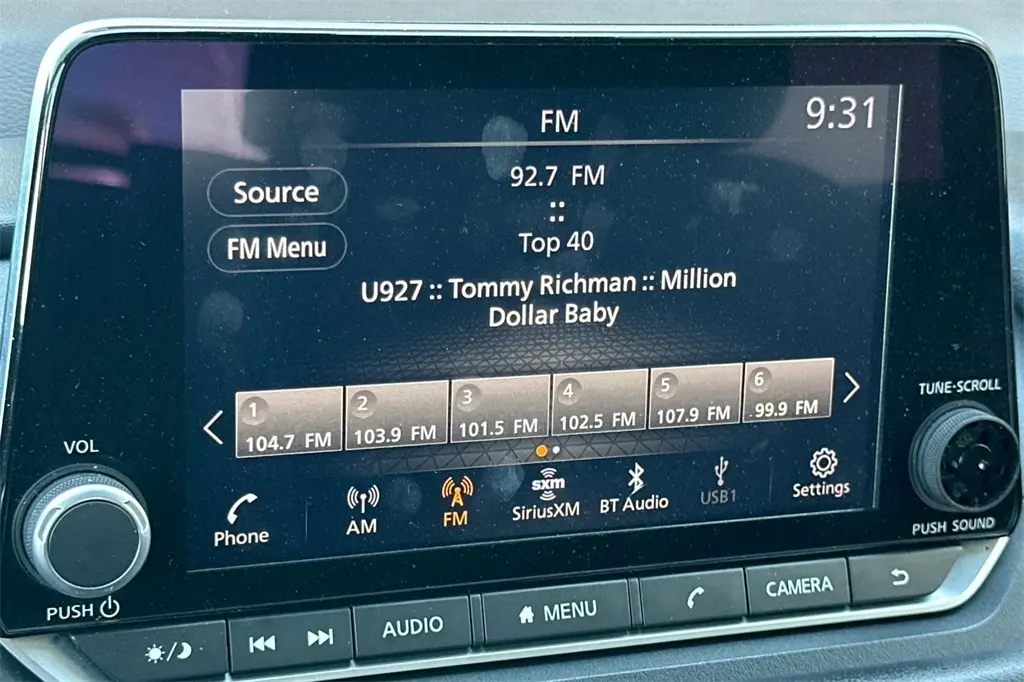 FM
9:31
Source
92.7 FM
::
FM Menu
Top 40
U927 :: Tommy Richman :: Million
Dollar Baby
1
104.7 FM
2
103.9 FM
3
101.5 FM
4
102.5 FM
5
107.9 FM
6
99.9 FM
Phone
AM
FM
sxm
SiriusXM
BT Audio
USB1
Settings
VOL
PUSH
TUNE·SCROLL
PUSH SOUND
AUDIO
MENU
CAMERA